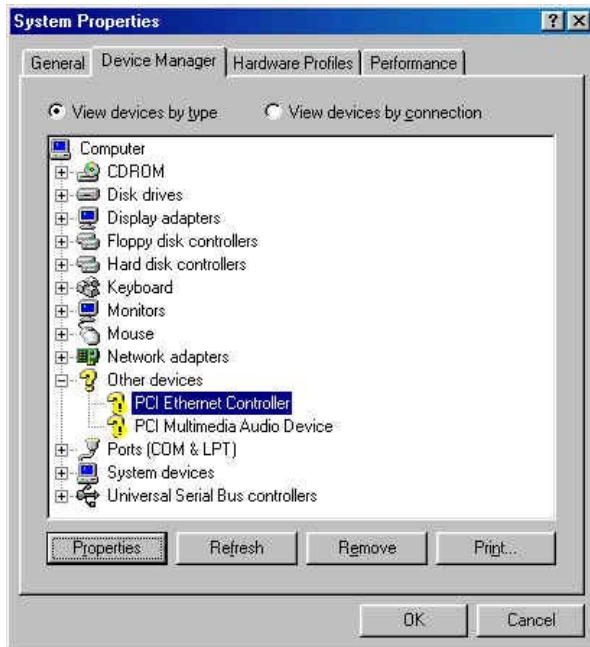 System Properties
General Device Manager Hardware Profiles Performance
View devices by type View devices by connection
Computer
CDROM
Disk drives
Display adapters
Floppy disk controllers
Hard disk controllers
Keyboard
Monitors
Mouse
Network adapters
Other devices
PCI Ethernet Controller
PCI Multimedia Audio Device
Ports (COM & LPT)
System devices
Universal Serial Bus controllers
Properties Refresh Remove Print...
OK Cancel